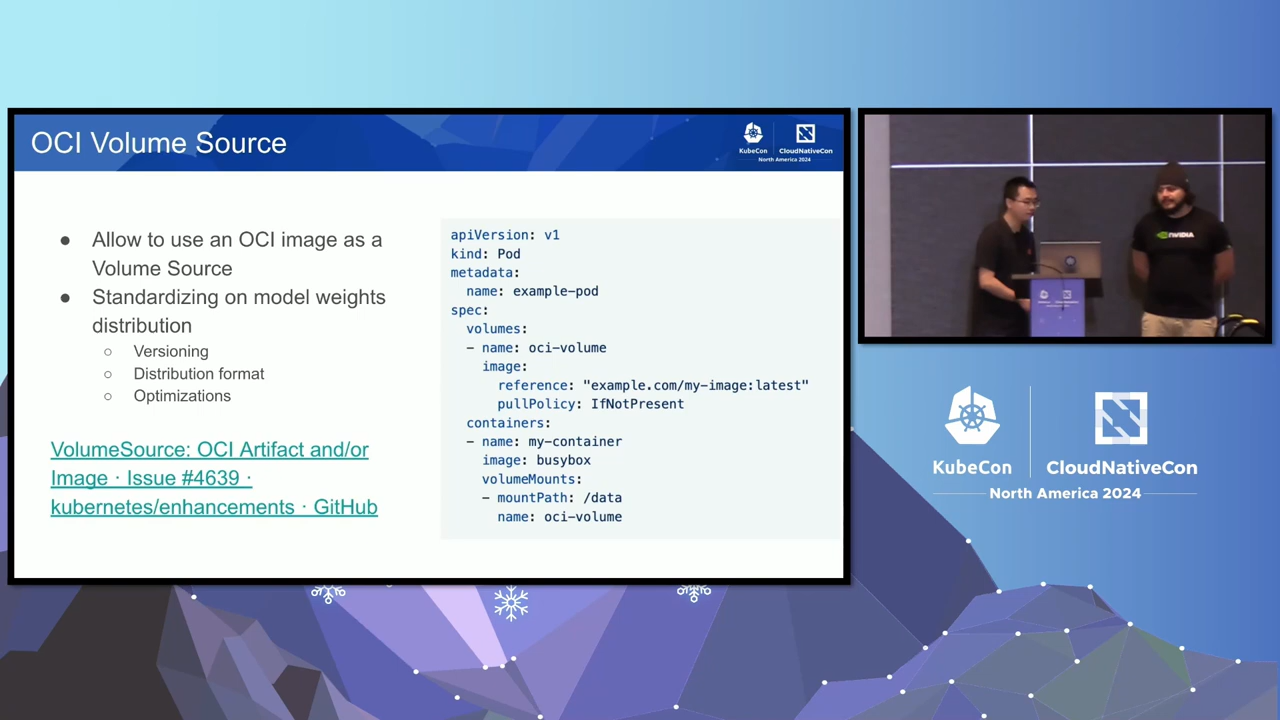 OCI Volume Source
KubeCon
CloudNativeCon
North America 2024
● Allow to use an OCI image as a
Volume Source
● Standardizing on model weights
distribution
○ Versioning
○ Distribution format
○ Optimizations
VolumeSource: OCI Artifact and/or
Image · Issue #4639 ·
kubernetes/enhancements · GitHub
apiVersion: v1
kind: Pod
metadata:
  name: example-pod
spec:
  volumes:
  - name: oci-volume
    image:
      reference: "example.com/my-image:latest"
      pullPolicy: IfNotPresent
  containers:
  - name: my-container
    image: busybox
    volumeMounts:
    - mountPath: /data
      name: oci-volume
NVIDIA
KubeCon
CloudNativeCon
North America 2024